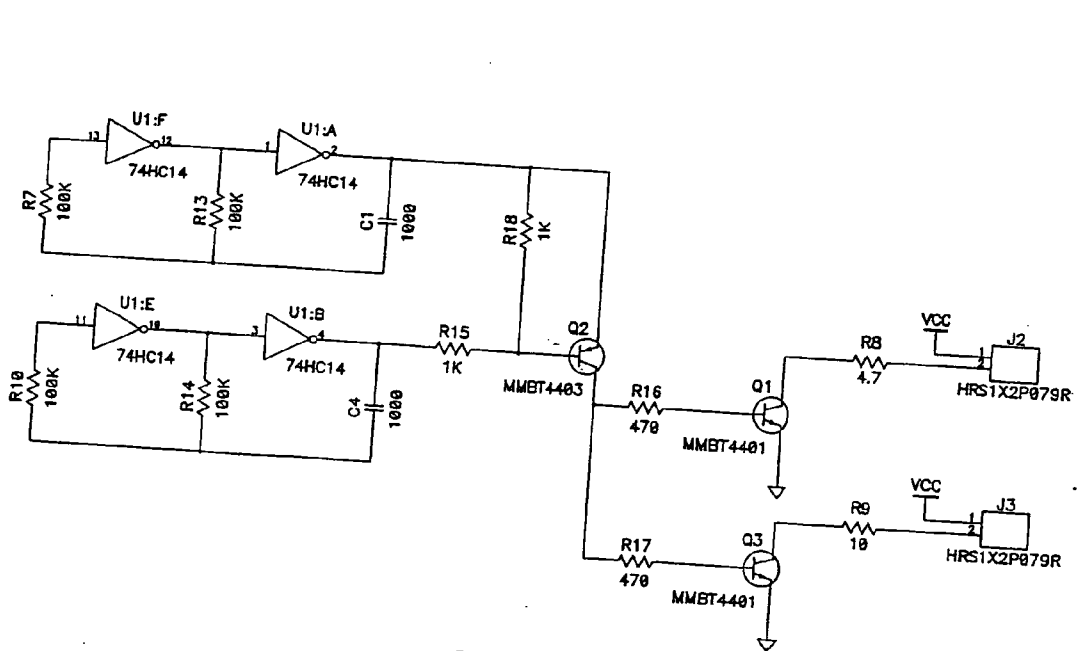 U1:F
13
12
74HC14
U1:A
1
2
74HC14
R7
100K
R13
100K
C1
1000
R18
1K
U1:E
11
10
74HC14
U1:B
3
4
74HC14
R10
100K
R14
100K
C4
1000
R15
1K
Q2
MMBT4403
R16
470
Q1
MMBT4401
R8
4.7
VCC
J2
1
2
HRS1X2P079R
R17
470
Q3
MMBT4401
R9
10
VCC
J3
1
2
HRS1X2P079R